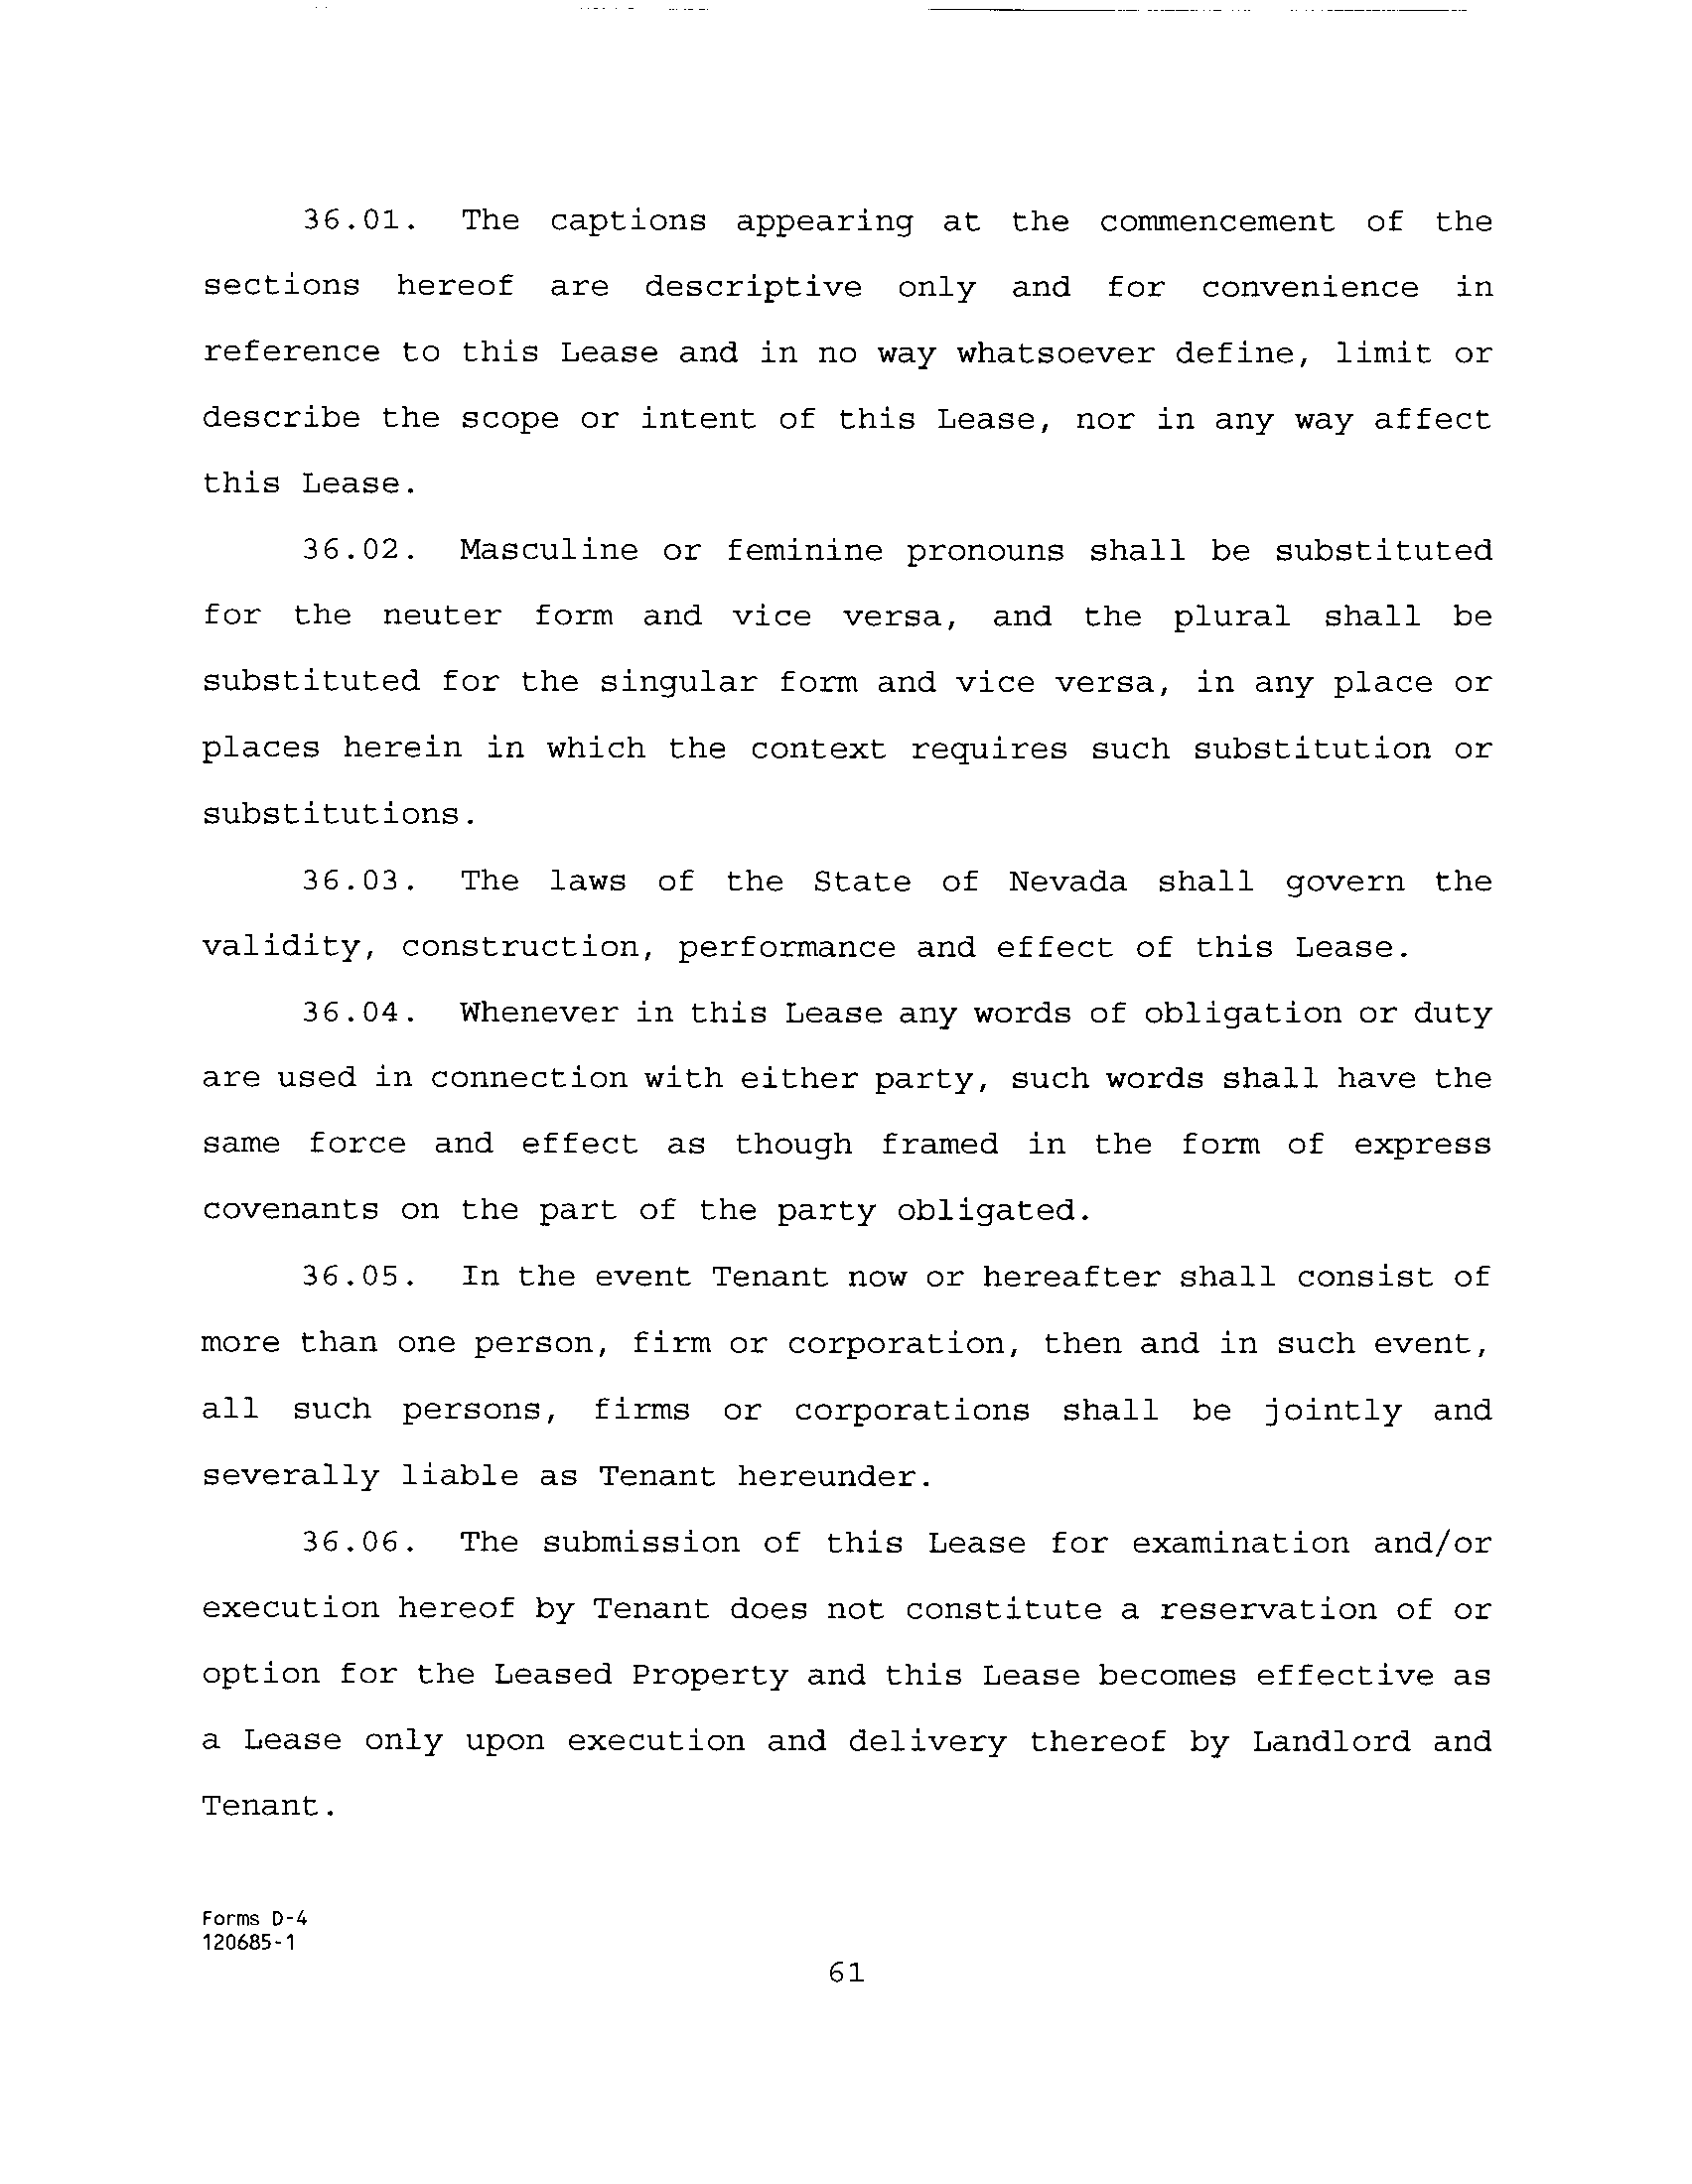 36.01. The captions appearing at the commencement of the
sections hereof are descriptive only and for convenience in
reference to this Lease and in no way whatsoever define, limit or
describe the scope or intent of this Lease, nor in any way affect
this Lease.
36.02. Masculine or feminine pronouns shall be substituted
for the neuter form and vice versa, and the plural shall be
substituted for the singular form and vice versa, in any place or
places herein in which the context requires such substitution or
substitutions.
36.03. The laws of the State of Nevada shall govern the
validity, construction, performance and effect of this Lease.
36.04. Whenever in this Lease any words of obligation or duty
are used in connection with either party, such words shall have the
same force and effect as though framed in the form of express
covenants on the part of the party obligated.
36.05. In the event Tenant now or hereafter shall consist of
more than one person, firm or corporation, then and in such event,
all such persons, firms or corporations shall be jointly and
severally liable as Tenant hereunder.
36.06. The submission of this Lease for examination and/or
execution hereof by Tenant does not constitute a reservation of or
option for the Leased Property and this Lease becomes effective as
a Lease only upon execution and delivery thereof by Landlord and
Tenant.
Forms D-4
120685-1
61